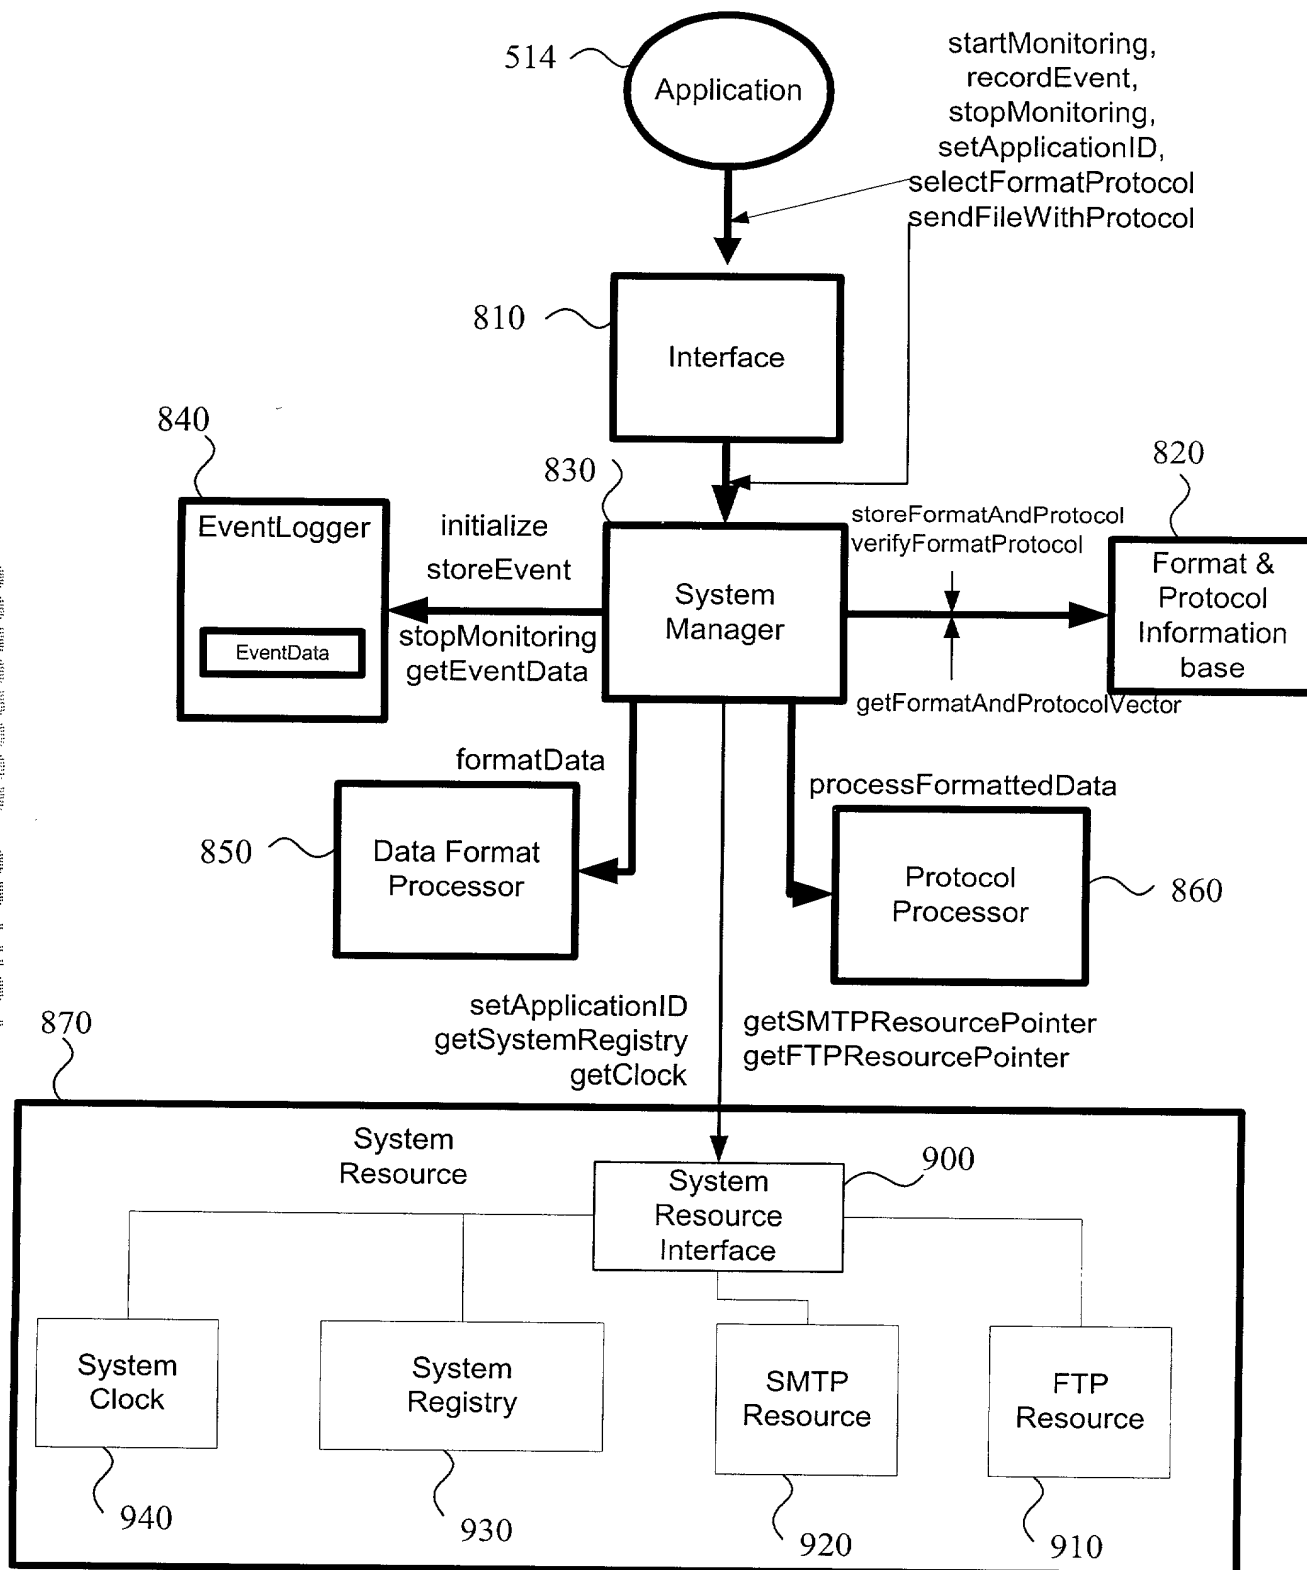 514
Application
startMonitoring,
recordEvent,
stopMonitoring,
setApplicationID,
selectFormatProtocol
sendFileWithProtocol
810
Interface
840
830
820
EventLogger
EventData
initialize
storeEvent
stopMonitoring
getEventData
System
Manager
storeFormatAndProtocol
verifyFormatProtocol
getFormatAndProtocolVector
Format &
Protocol
Information
base
formatData
processFormattedData
850
Data Format
Processor
Protocol
Processor
860
setApplicationID
getSystemRegistry
getClock
getSMTPResourcePointer
getFTPResourcePointer
870
System
Resource
900
System
Resource
Interface
System
Clock
System
Registry
SMTP
Resource
FTP
Resource
940
930
920
910